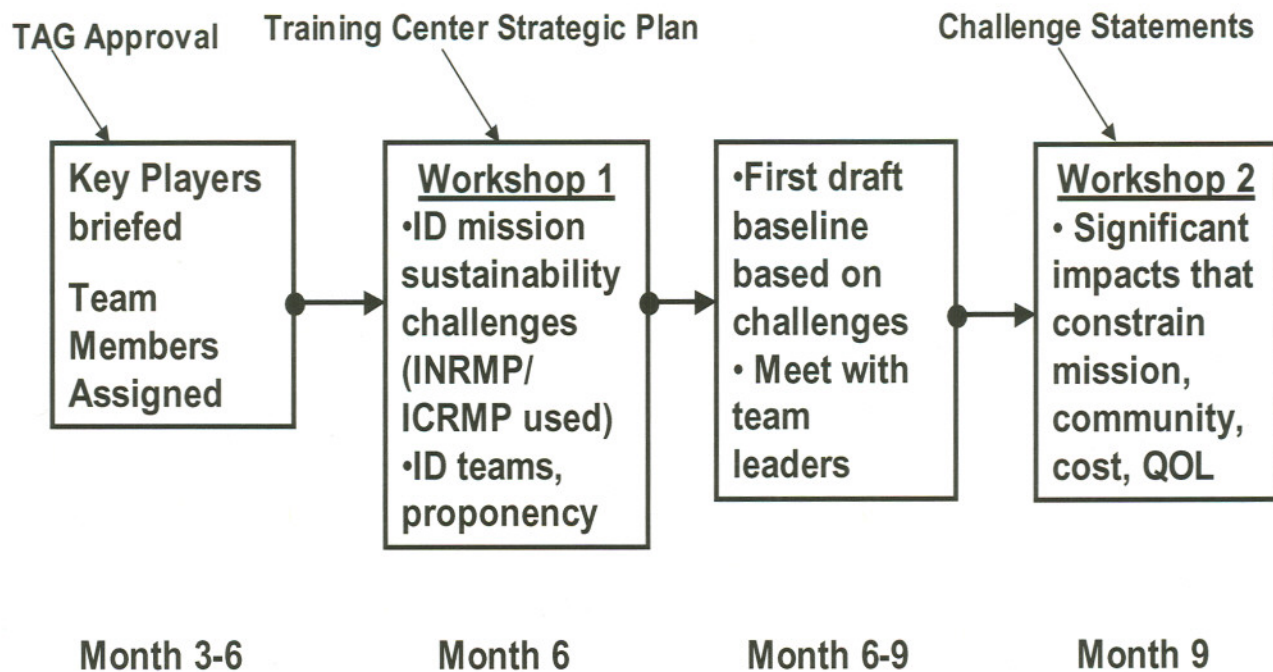 TAG Approval
Training Center Strategic Plan
Challenge Statements
Key Players
briefed
Team
Members
Assigned
Workshop 1
•ID mission
sustainability
challenges
(INRMP/
ICRMP used)
•ID teams,
proponency
•First draft
baseline
based on
challenges
• Meet with
team
leaders
Workshop 2
• Significant
impacts that
constrain
mission,
community,
cost, QOL
Month 3-6
Month 6
Month 6-9
Month 9